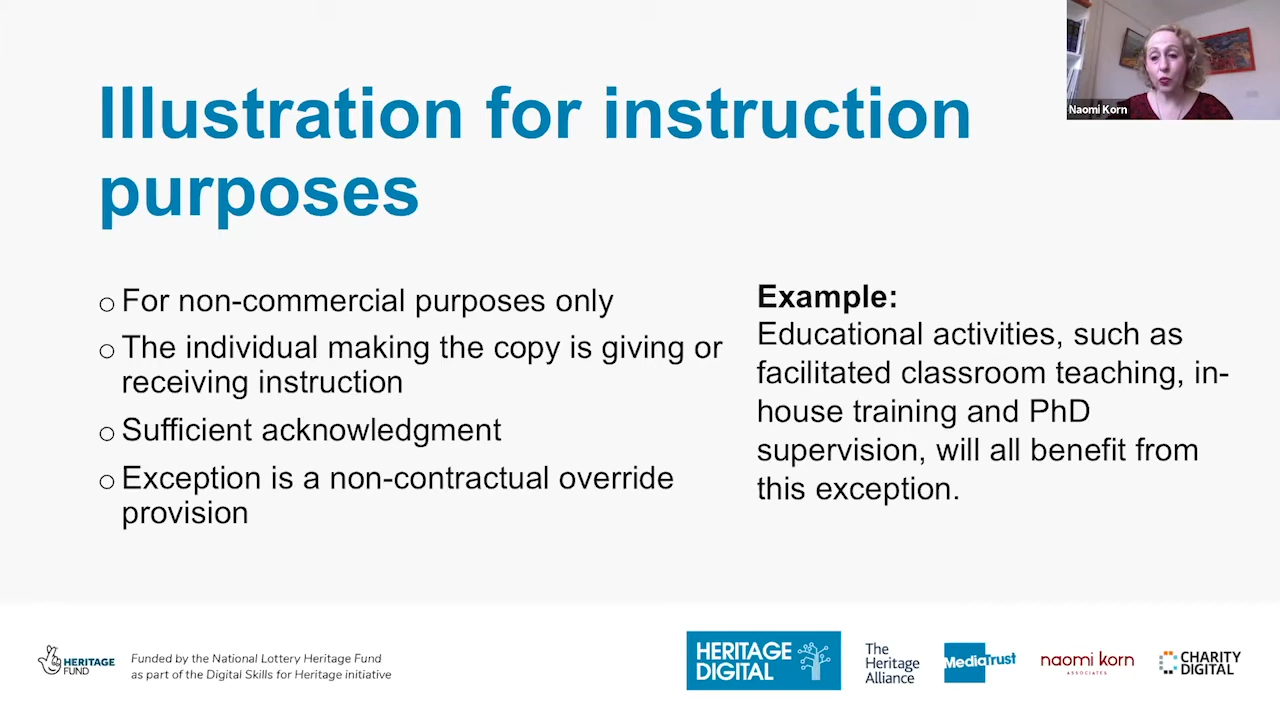 Naomi Korn
Illustration for instruction
purposes
o For non-commercial purposes only
o The individual making the copy is giving or
receiving instruction
o Sufficient acknowledgment
o Exception is a non-contractual override
provision
Example:
Educational activities, such as
facilitated classroom teaching, in-
house training and PhD
supervision, will all benefit from
this exception.
HERITAGE
FUND
Funded by the National Lottery Heritage Fund
as part of the Digital Skills for Heritage initiative
HERITAGE
DIGITAL
The
Heritage
Alliance
MediaTrust
naomi korn
ASSOCIATES
CHARITY
DIGITAL